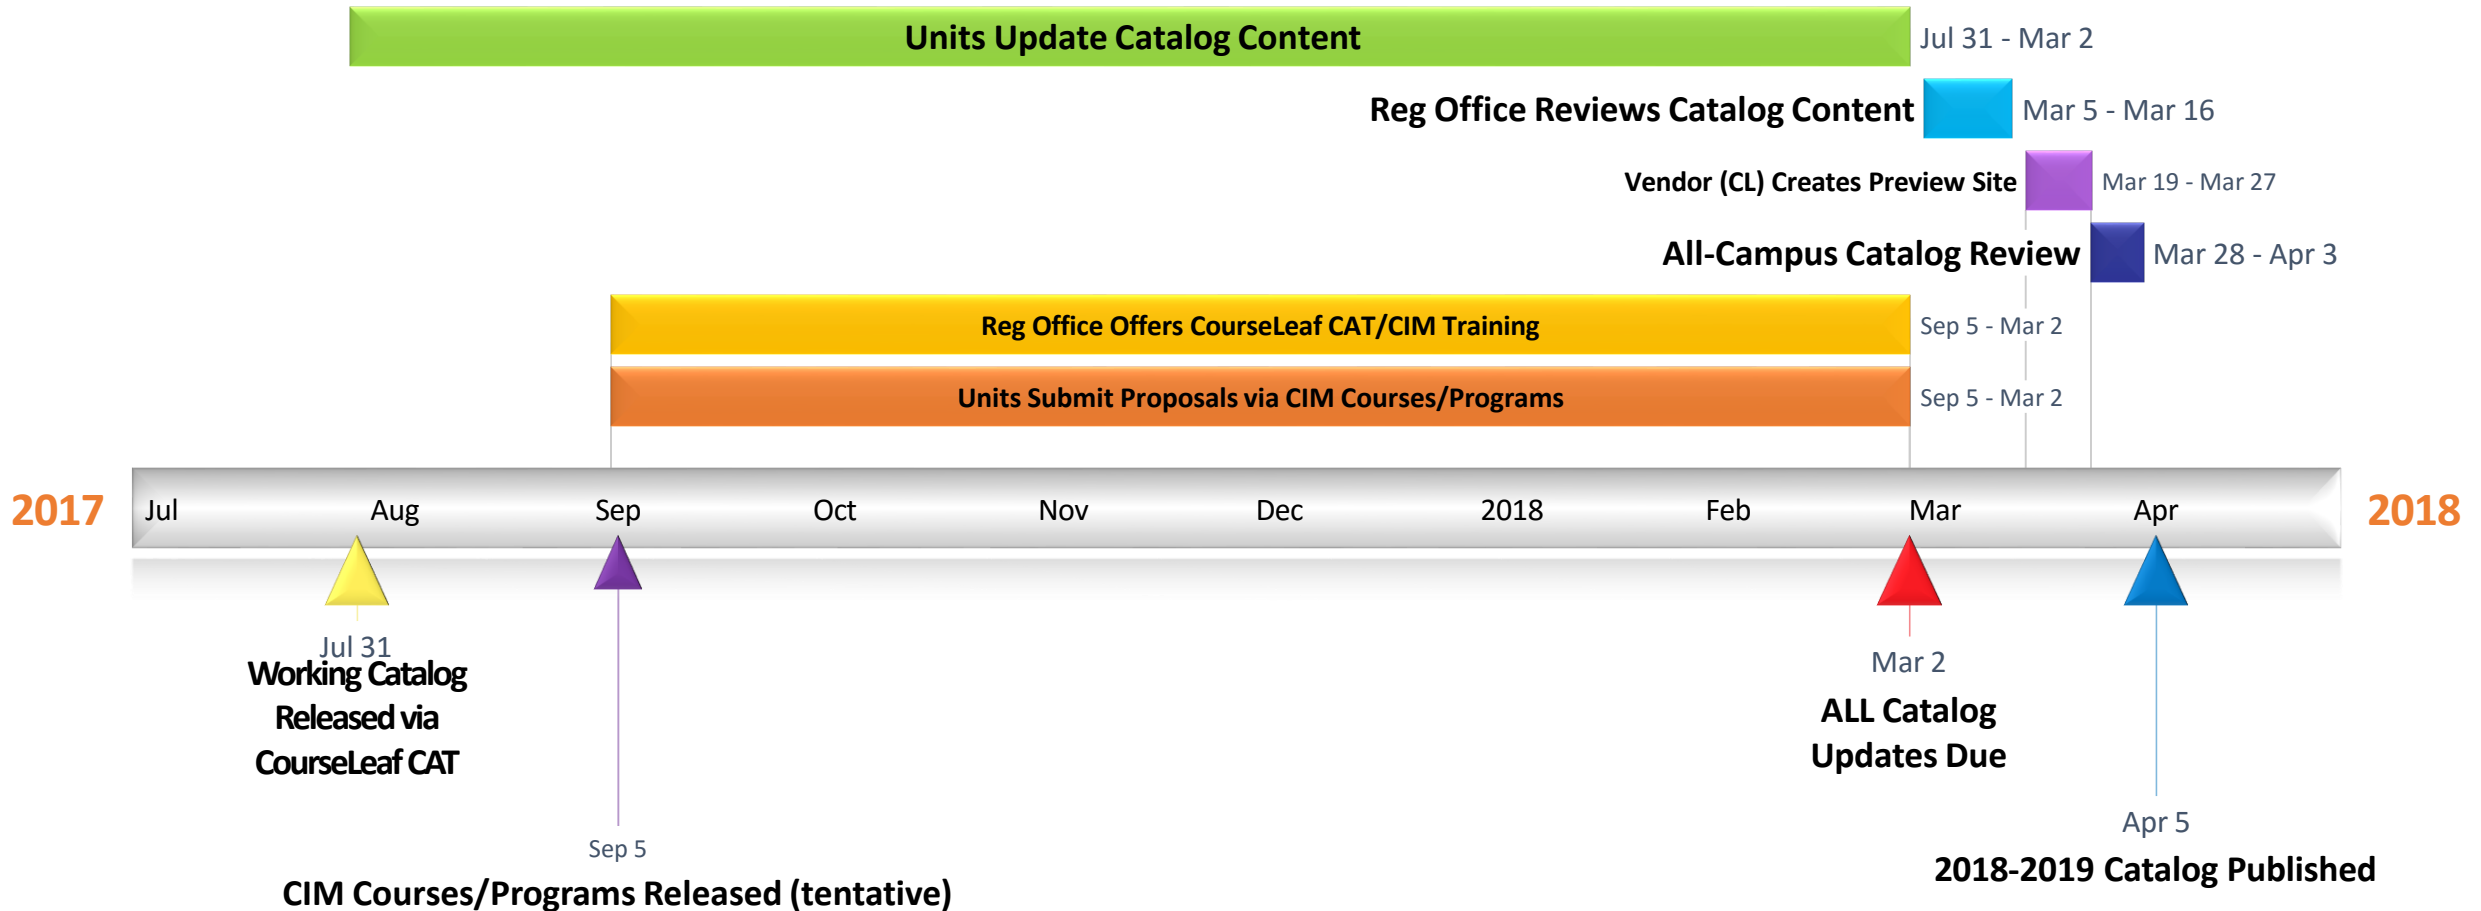 Units Update Catalog Content
Jul 31 - Mar 2
Reg Office Reviews Catalog Content
Mar 5 - Mar 16
Vendor (CL) Creates Preview Site
Mar 19 - Mar 27
All-Campus Catalog Review
Mar 28 - Apr 3
Reg Office Offers CourseLeaf CAT/CIM Training
Sep 5 - Mar 2
Units Submit Proposals via CIM Courses/Programs
Sep 5 - Mar 2
2017
Jul
Aug
Sep
Oct
Nov
Dec
2018
Feb
Mar
Apr
2018
Jul 31
Working Catalog
Released via
CourseLeaf CAT
Sep 5
CIM Courses/Programs Released (tentative)
Mar 2
ALL Catalog
Updates Due
Apr 5
2018-2019 Catalog Published